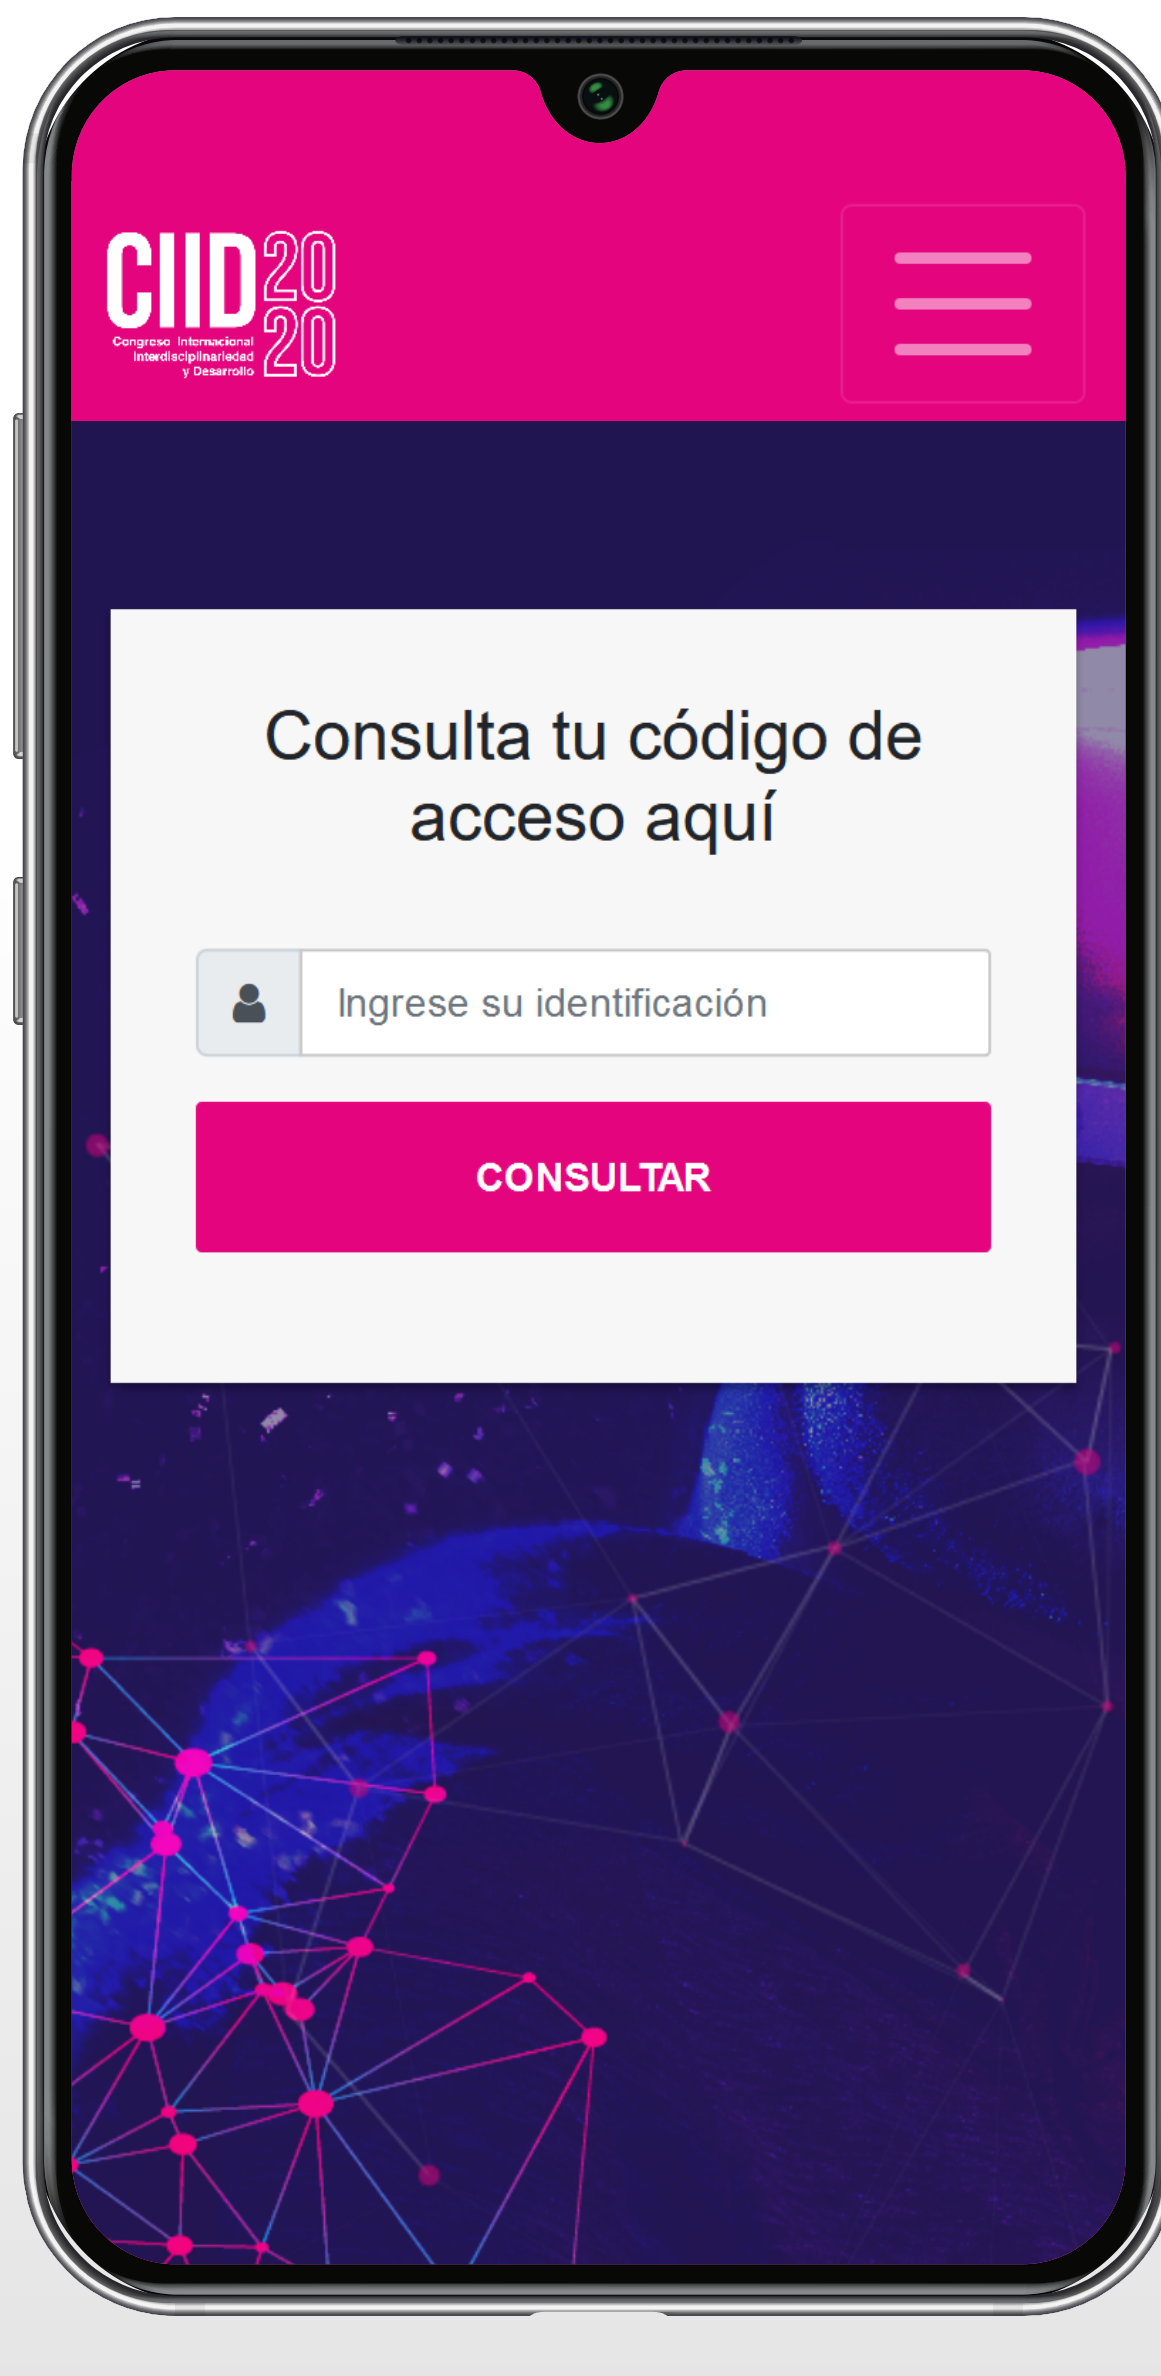 CIID 20
20
Congreso Internacional
Interdisciplinariedad
y Desarrollo
Consulta tu código de
acceso aquí
Ingrese su identificación
CONSULTAR